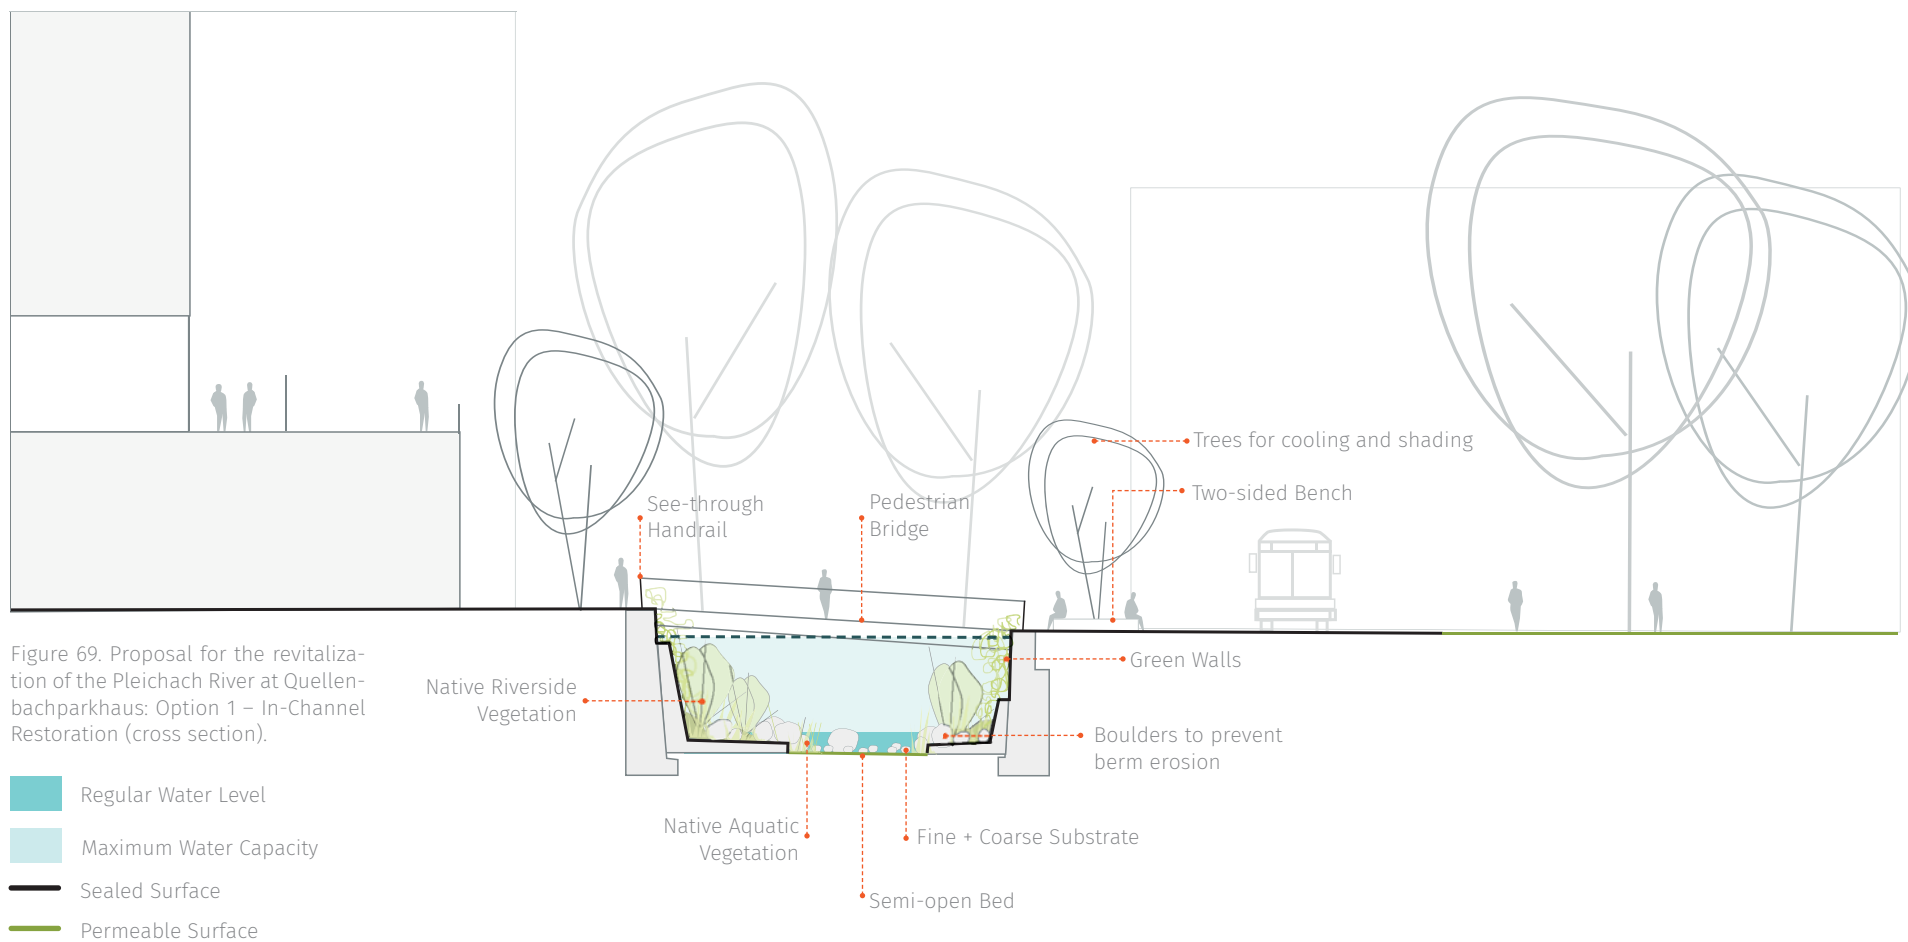 Trees for cooling and shading
Two-sided Bench
See-through
Handrail
Pedestrian
Bridge
Figure 69. Proposal for the revitaliza-
tion of the Pleichach River at Quellen-
bachparkhaus: Option 1 – In-Channel
Restoration (cross section).
Native Riverside
Vegetation
Green Walls
Boulders to prevent
berm erosion
Native Aquatic
Vegetation
Fine + Coarse Substrate
Semi-open Bed
Regular Water Level
Maximum Water Capacity
Sealed Surface
Permeable Surface